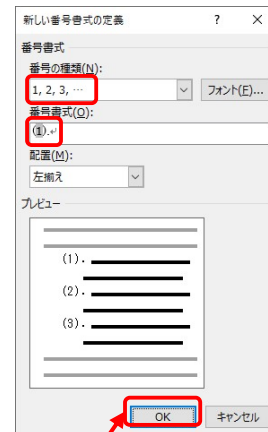 新しい番号書式の定義 ? ×
番号書式
番号の種類(N):
1, 2, 3, … フォント(F)...
番号書式(O):
(1).↵
配置(M):
左揃え
プレビュー
(1).
(2).
(3).
OK キャンセル